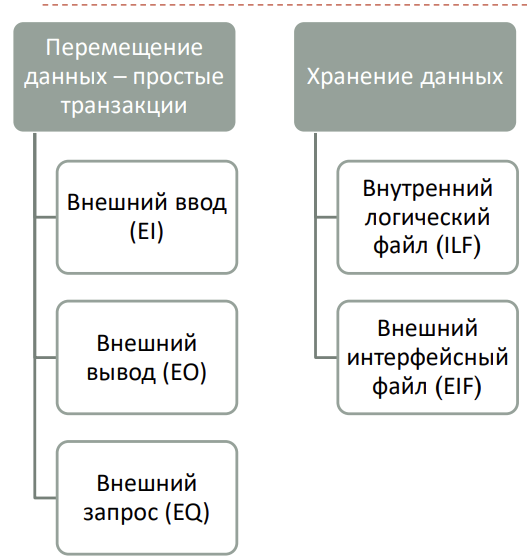 Перемещение
данных – простые
транзакции
Внешний ввод
(EI)
Внешний
вывод (EO)
Внешний
запрос (EQ)
Хранение данных
Внутренний
логический
файл (ILF)
Внешний
интерфейсный
файл (EIF)